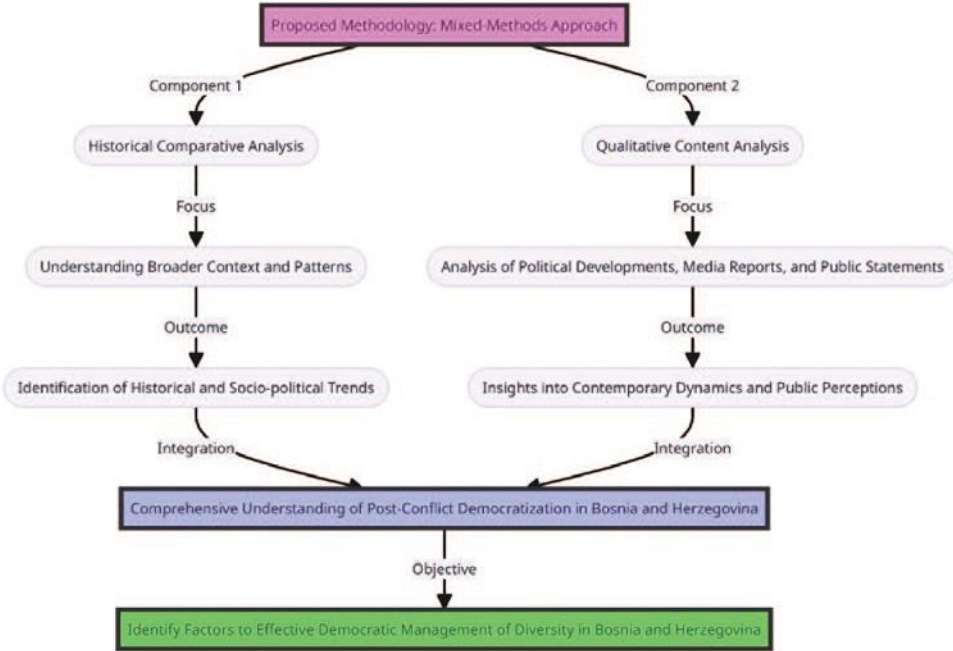 Proposed Methodology: Mixed-Methods Approach
Component 1
Component 2
Historical Comparative Analysis
Qualitative Content Analysis
Focus
Focus
Understanding Broader Context and Patterns
Analysis of Political Developments, Media Reports, and Public Statements
Outcome
Outcome
Identification of Historical and Socio-political Trends
Insights into Contemporary Dynamics and Public Perceptions
Integration
Integration
Comprehensive Understanding of Post-Conflict Democratization in Bosnia and Herzegovina
Objective
Identify Factors to Effective Democratic Management of Diversity in Bosnia and Herzegovina